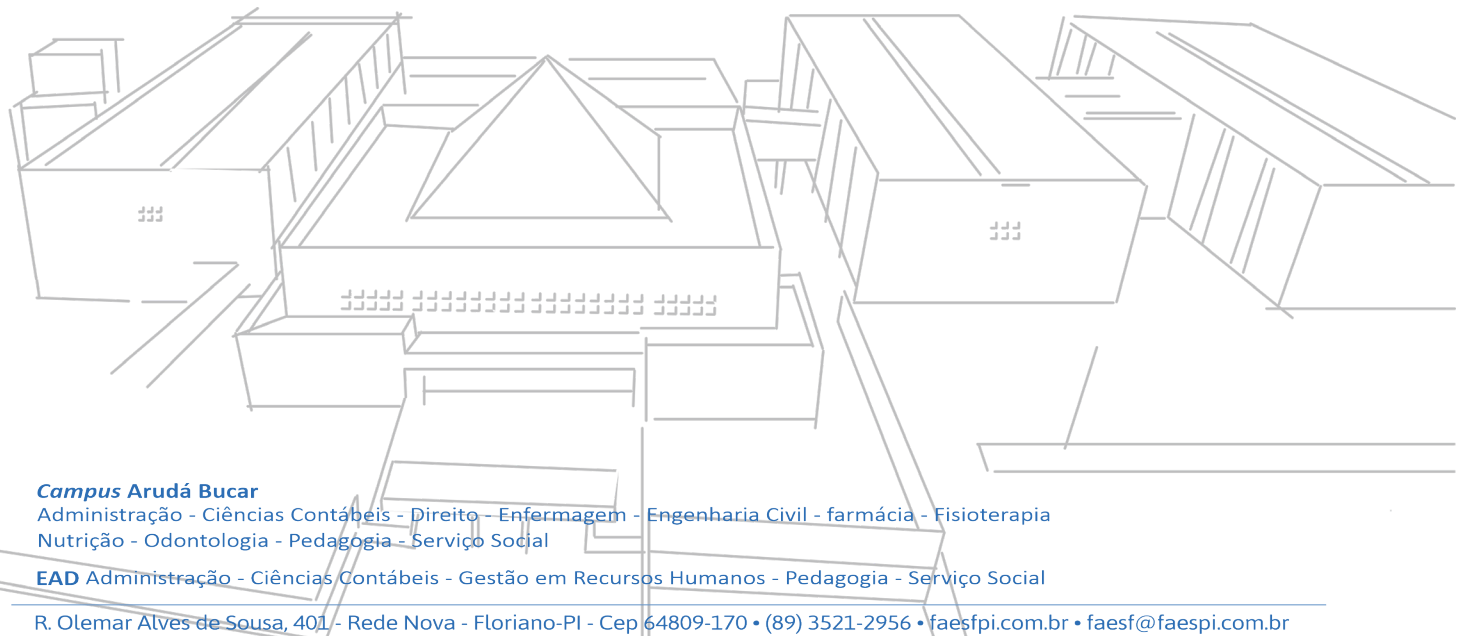 Campus Arudá Bucar
Administração - Ciências Contábeis - Direito - Enfermagem - Engenharia Civil - farmácia - Fisioterapia
Nutrição - Odontologia - Pedagogia - Serviço Social
EAD Administração - Ciências Contábeis - Gestão em Recursos Humanos - Pedagogia - Serviço Social
R. Olemar Alves de Sousa, 401 - Rede Nova - Floriano-PI - Cep 64809-170 • (89) 3521-2956 • faesfpi.com.br • faesf@faespi.com.br